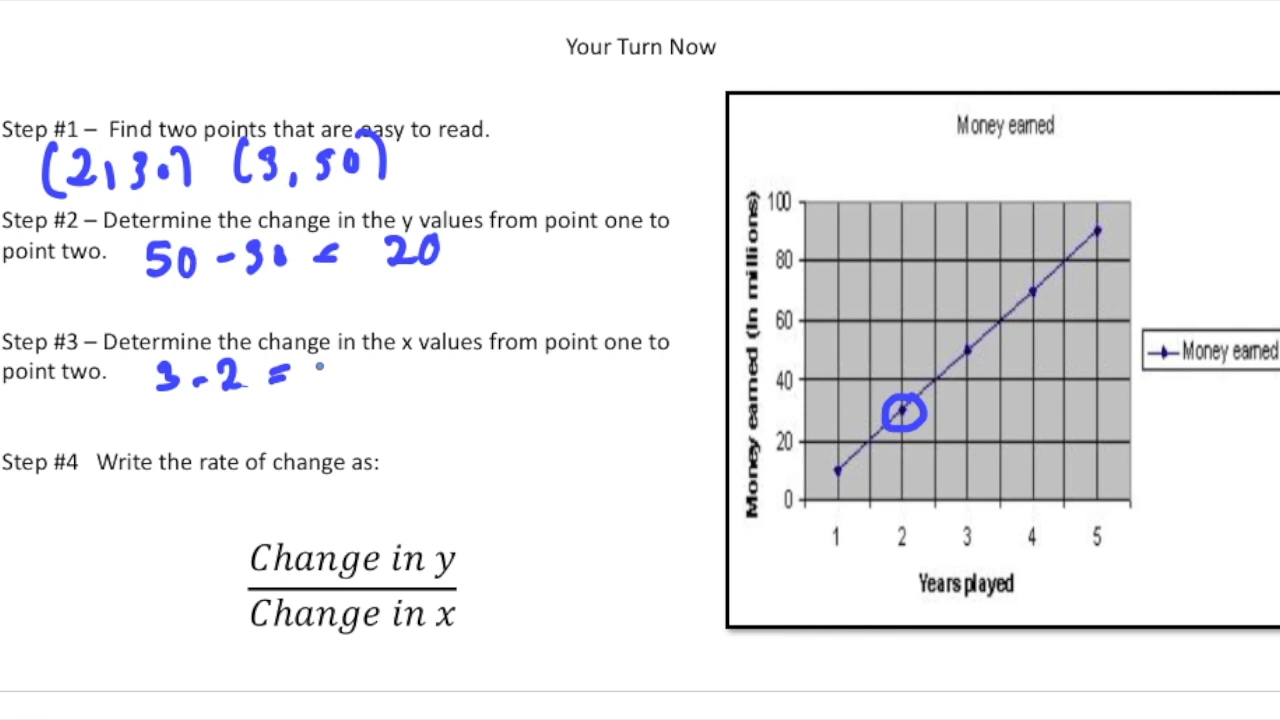 Your Turn Now
Step #1 – Find two points that are easy to read.
(2, 30) (3, 50)
Step #2 – Determine the change in the y values from point one to
point two. 50 - 30 = 20
Step #3 – Determine the change in the x values from point one to
point two. 3 - 2 =
Step #4 Write the rate of change as:
Change in y
Change in x
Money earned
Money earned (In millions)
100
80
60
40
20
0
1 2 3 4 5
Years played
Money earned